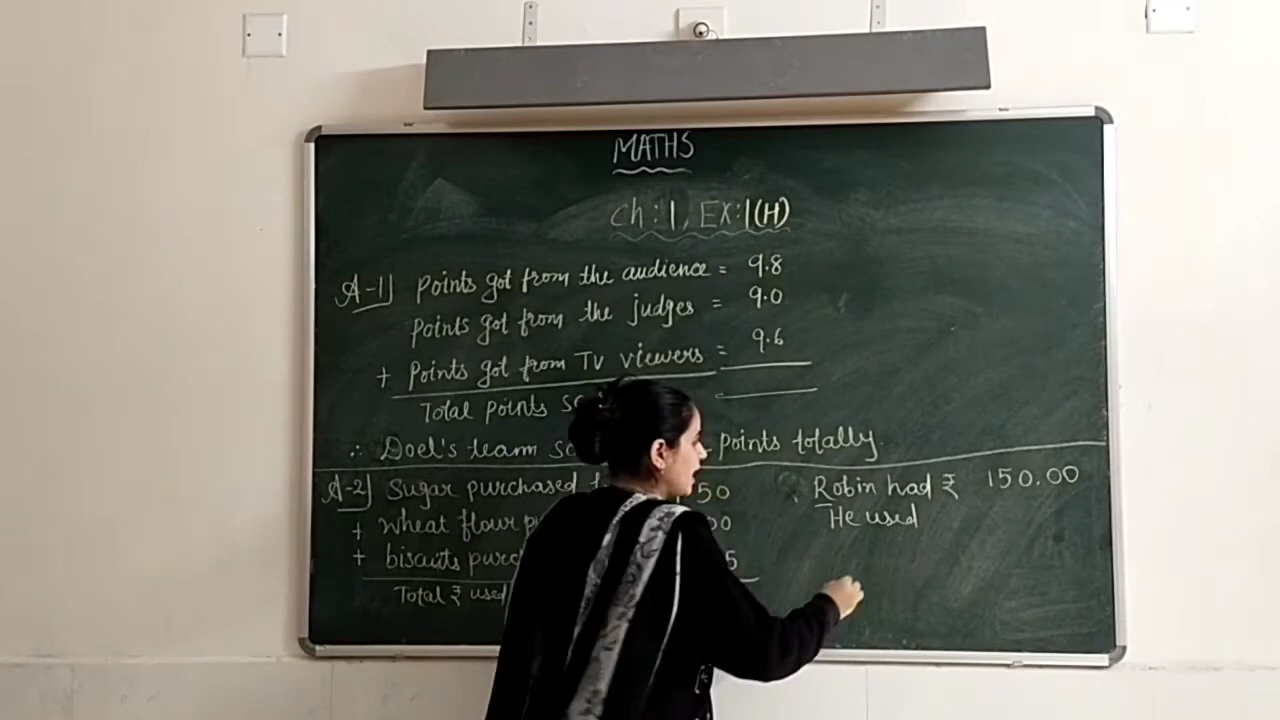 MATHS
Ch:1, EX:1(H)
A-1] Points got from the audience = 9.8
Points got from the judges = 9.0
+ Points got from TV viewers = 9.6
Total points
∴ Doel's team points totally.
A-2] Sugar purchased 50
+ wheat flour
+ biscuits 5
Total ₹ used
Robin had ₹ 150.00
He used